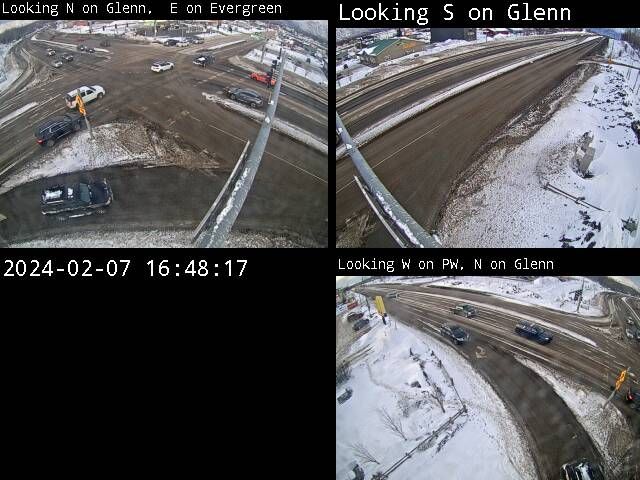 Looking N on Glenn,  E on Evergreen
Looking S on Glenn
2024-02-07 16:48:17
Looking W on PW, N on Glenn